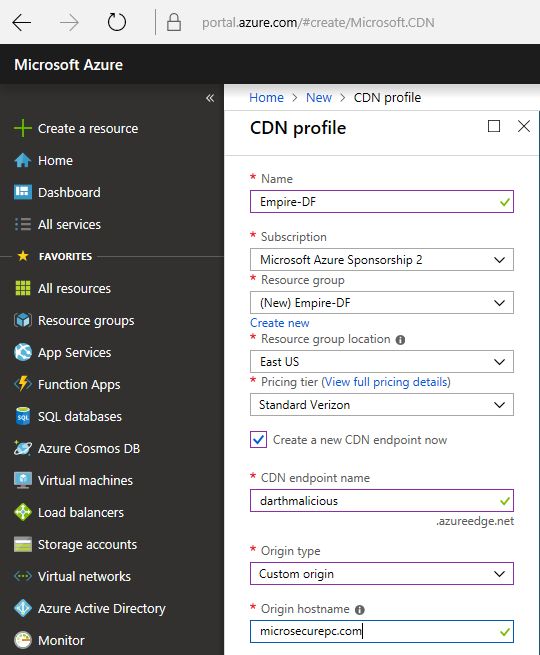 portal.azure.com/#create/Microsoft.CDN
Microsoft Azure
«
Home > New > CDN profile
CDN profile
Create a resource
Home
Dashboard
All services
FAVORITES
All resources
Resource groups
App Services
Function Apps
SQL databases
Azure Cosmos DB
Virtual machines
Load balancers
Storage accounts
Virtual networks
Azure Active Directory
Monitor
* Name
Empire-DF
* Subscription
Microsoft Azure Sponsorship 2
* Resource group
(New) Empire-DF
Create new
* Resource group location
East US
* Pricing tier (View full pricing details)
Standard Verizon
Create a new CDN endpoint now
* CDN endpoint name
darthmalicious
.azureedge.net
* Origin type
Custom origin
* Origin hostname
microsecurepc.com